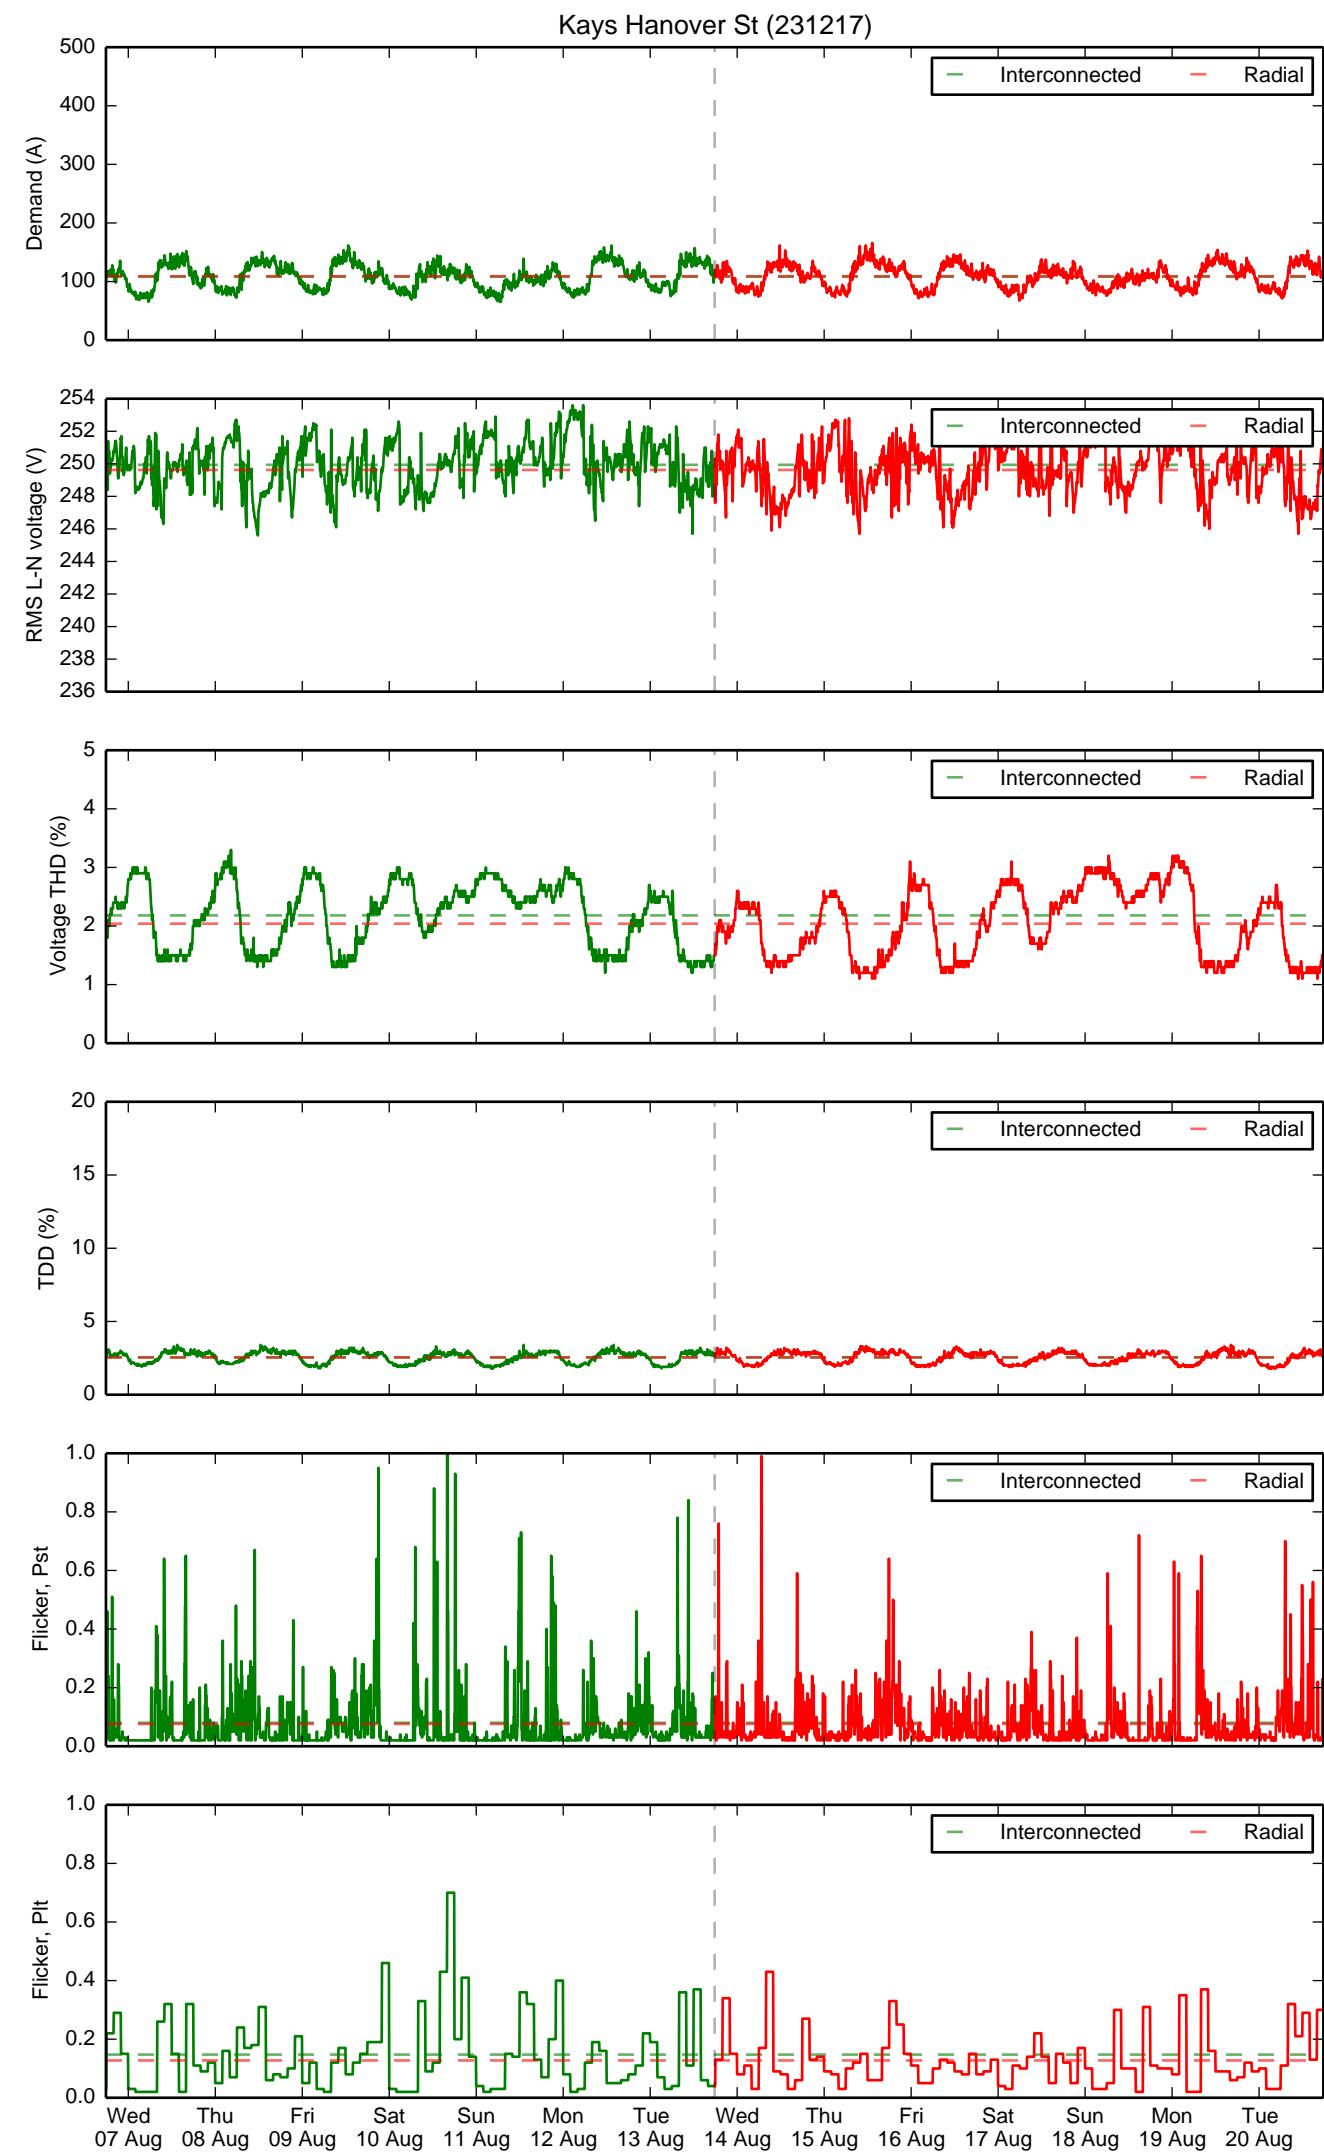 Kays Hanover St (231217)
500
400
300
200
100
0
Demand (A)
Interconnected Radial
254
252
250
248
246
244
242
240
238
236
RMS L-N voltage (V)
Interconnected Radial
5
4
3
2
1
0
Voltage THD (%)
Interconnected Radial
20
15
10
5
0
TDD (%)
Interconnected Radial
1.0
0.8
0.6
0.4
0.2
0.0
Flicker, Pst
Interconnected Radial
1.0
0.8
0.6
0.4
0.2
0.0
Flicker, Plt
Interconnected Radial
Wed Thu Fri Sat Sun Mon Tue Wed Thu Fri Sat Sun Mon Tue
07 Aug 08 Aug 09 Aug 10 Aug 11 Aug 12 Aug 13 Aug 14 Aug 15 Aug 16 Aug 17 Aug 18 Aug 19 Aug 20 Aug